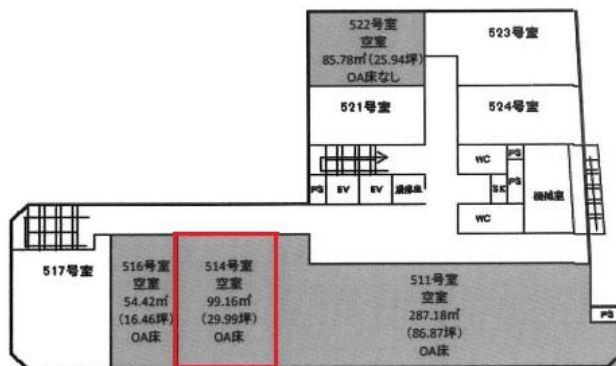 522号室
空室
85.78㎡(25.94坪)
OA床なし
523号室
521号室
524号室
WC
PS
PS
SK
WC
機械室
PS
EV
EV
517号室
516号室
空室
54.42㎡
(16.46坪)
OA床
514号室
空室
99.16㎡
(29.99坪)
OA床
511号室
空室
287.18㎡
(86.87坪)
OA床
PS